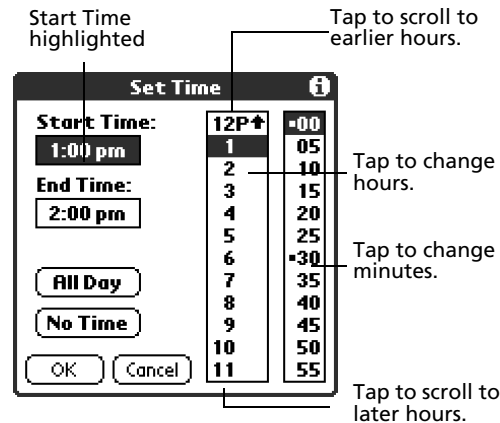 Start Time
highlighted
Tap to scroll to
earlier hours.
Set Time
Start Time:
1:00 pm
End Time:
2:00 pm
All Day
No Time
OK
Cancel
12P
1
2
3
4
5
6
7
8
9
10
11
00
05
10
15
20
25
30
35
40
45
50
55
Tap to change
hours.
Tap to change
minutes.
Tap to scroll to
later hours.